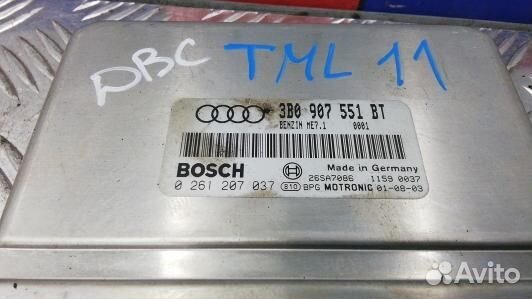 DBC TML 11
3B0 907 551 BT
BENZIN ME7.1 0001
BOSCH Made in Germany
26SA7086 1159 0037
0 261 207 037 810 BPG MOTRONIC 01-08-03
Avito